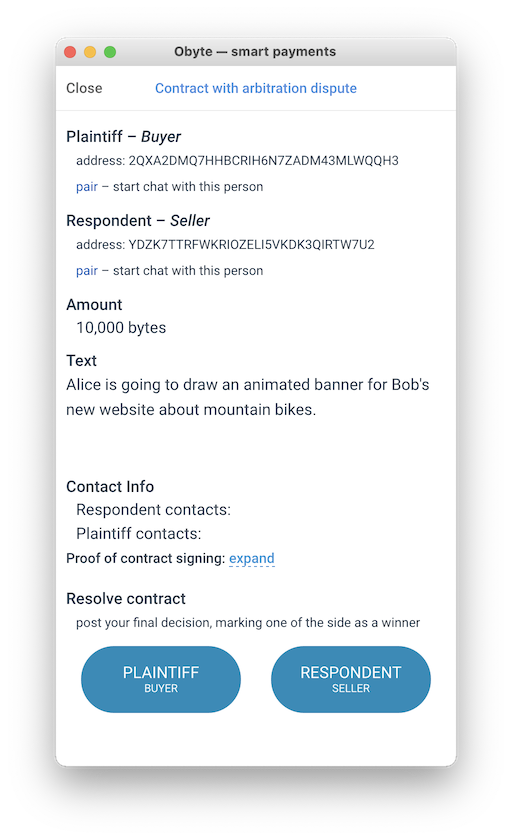 Obyte — smart payments
Close
Contract with arbitration dispute
Plaintiff – Buyer
address: 2QXA2DMQ7HHBCRIH6N7ZADM43MLWQQH3
pair – start chat with this person
Respondent – Seller
address: YDZK7TTRFWKRIOZELI5VKDK3QIRTW7U2
pair – start chat with this person
Amount
10,000 bytes
Text
Alice is going to draw an animated banner for Bob's
new website about mountain bikes.
Contact Info
Respondent contacts:
Plaintiff contacts:
Proof of contract signing: expand
Resolve contract
post your final decision, marking one of the side as a winner
PLAINTIFF
BUYER
RESPONDENT
SELLER